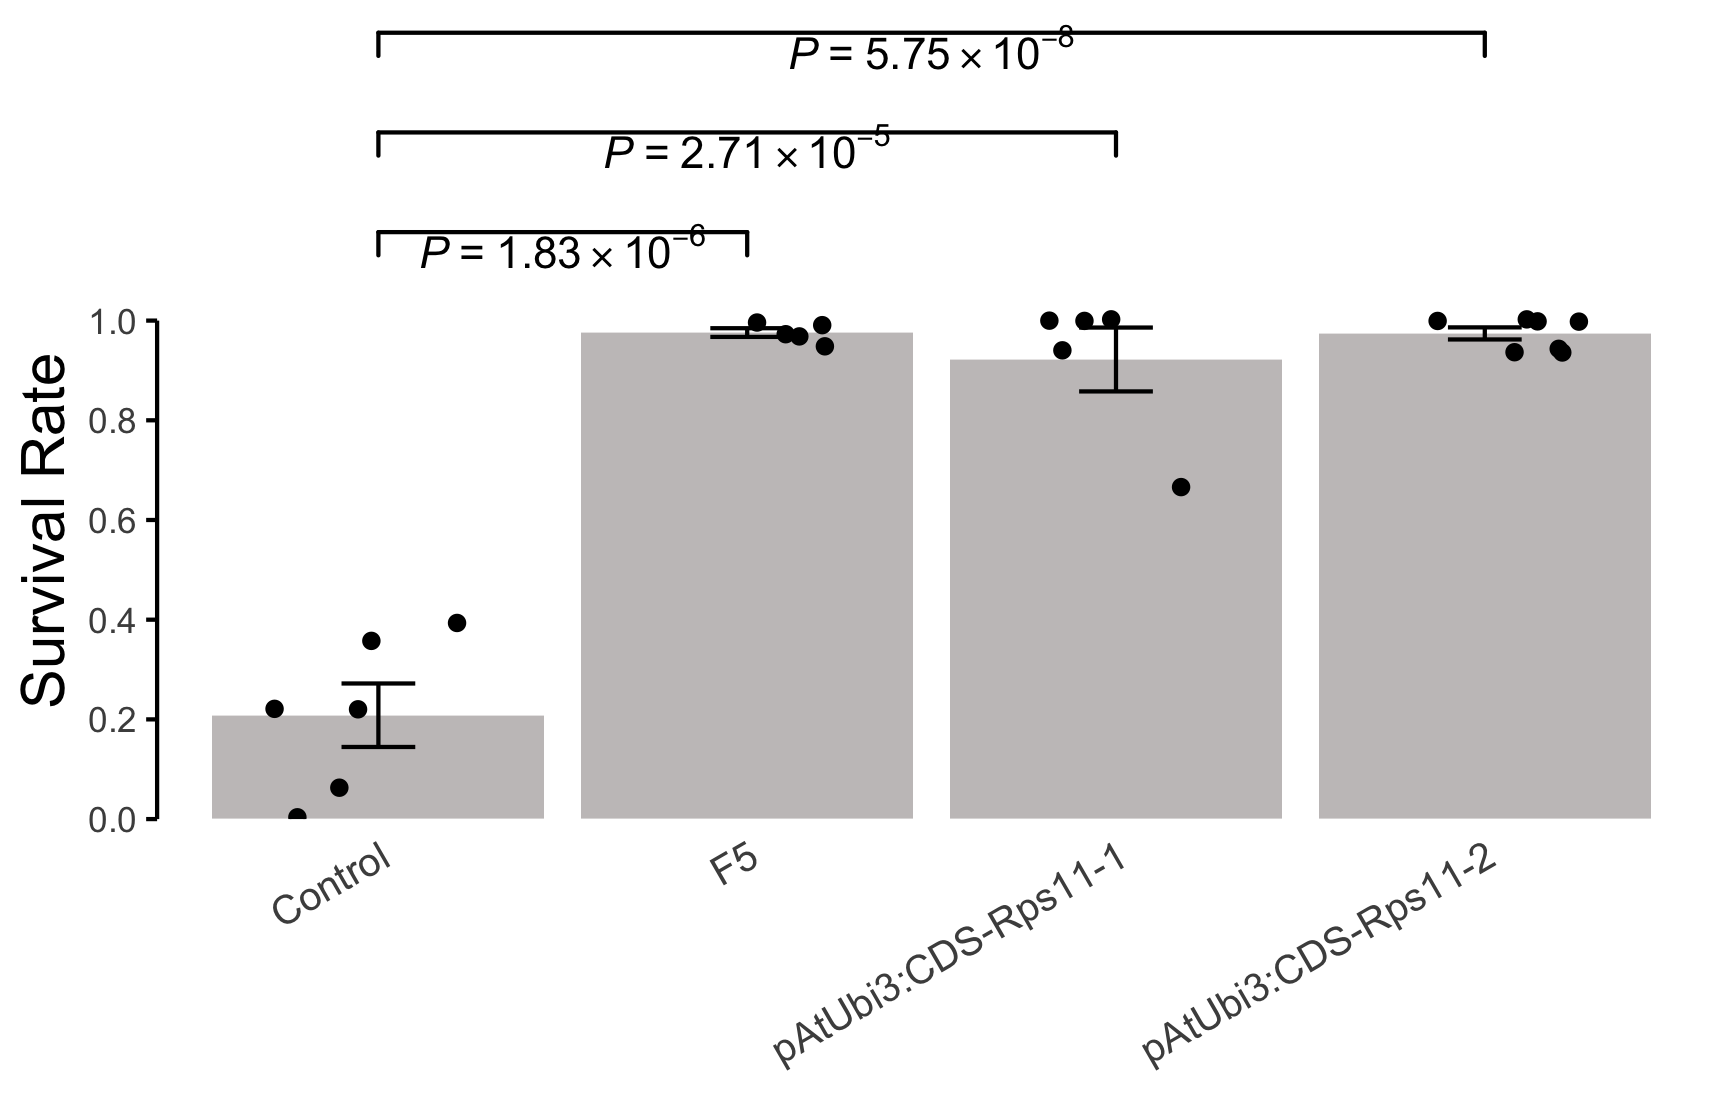 P = 5.75 × 10⁻⁸
P = 2.71 × 10⁻⁵
P = 1.83 × 10⁻⁶
Survival Rate
1.0
0.8
0.6
0.4
0.2
0.0
Control
F5
pAtUbi3:CDS-Rps11-1
pAtUbi3:CDS-Rps11-2